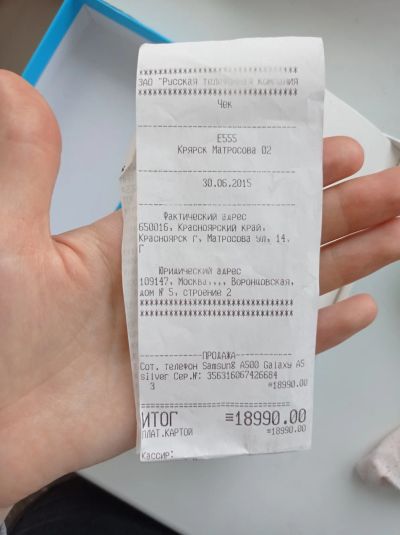 ЗАО "Русская телефонная компания
Чек
E555
Крярск Матросова 02
30.06.2015
Фактический адрес
650016, Красноярский край,
Красноярск г, Матросова ул, 14,
Г
Юридический адрес
109147, Москва,,,, Воронцовская,
дом № 5, строение 2
ПРОДАЖА
Сот. телефон Samsung A500 Galaxy A5
silver Сер.№: 356316067426684
3 =18990.00
ИТОГ =18990.00
ПЛАТ.КАРТОЙ =18990.00
Кассир: